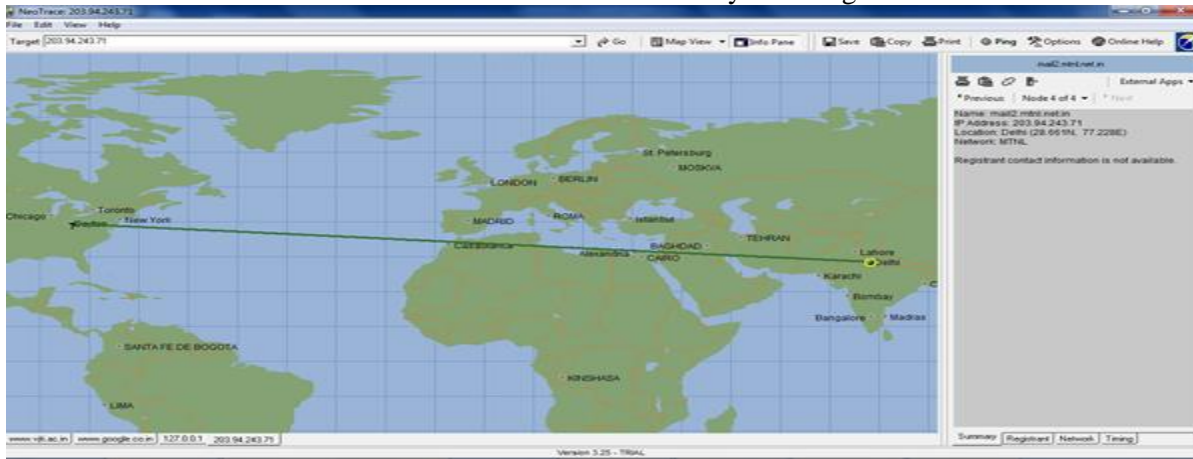 NeoTrace: 203.94.243.71
File Edit View Help
Target 203.94.243.71 Go Map View Info Pane Save Copy Print Ping Options Online Help
mail2.mtnl.net.in
External Apps
Previous Node 4 of 4 Next
Name: mail2.mtnl.net.in
IP Address: 203.94.243.71
Location: Delhi (28.661N, 77.228E)
Network: MTNL
Registrant contact information is not available.
St. Petersburg
MOSKVA
LONDON BERLIN
Chicago Toronto New York
MADRID ROMA Istanbul
Casablanca Alexandria CAIRO BAGHDAD TEHRAN
Lahore
Delhi
Karachi
Bombay
Bangalore Madras
SANTA FE DE BOGOTA
KINSHASA
LIMA
www.vjti.ac.in www.google.co.in 127.0.0.1 203.94.243.71
Summary Registrant Network Timing
Version 3.25 - TRIAL